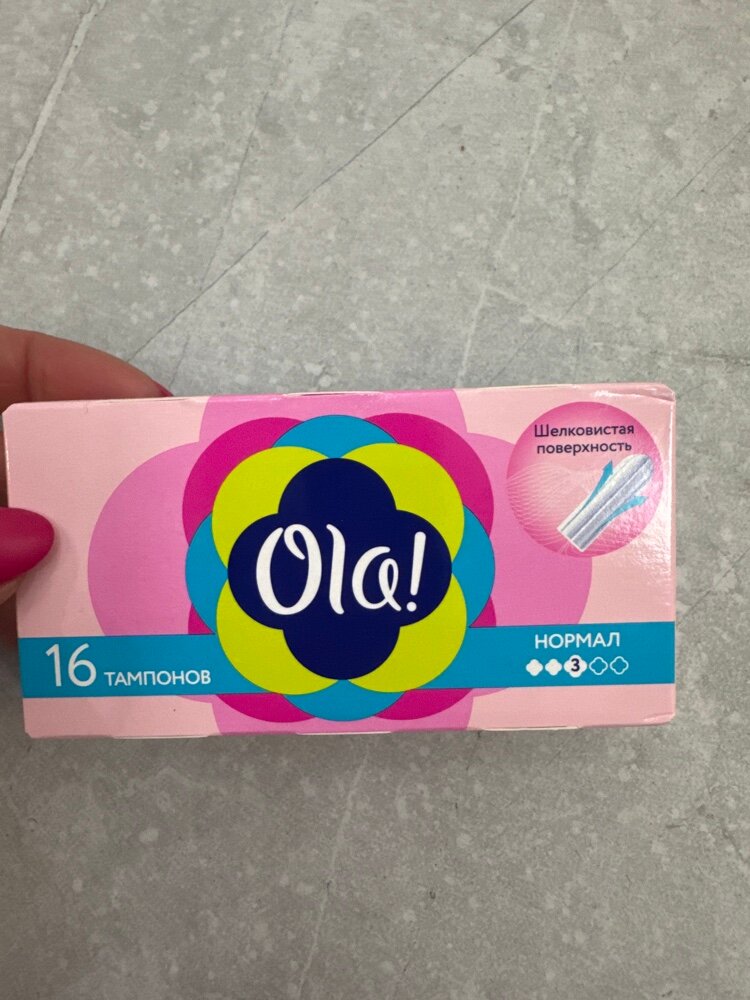 Шелковистая
поверхность
Ola!
16 ТАМПОНОВ
НОРМАЛ
3